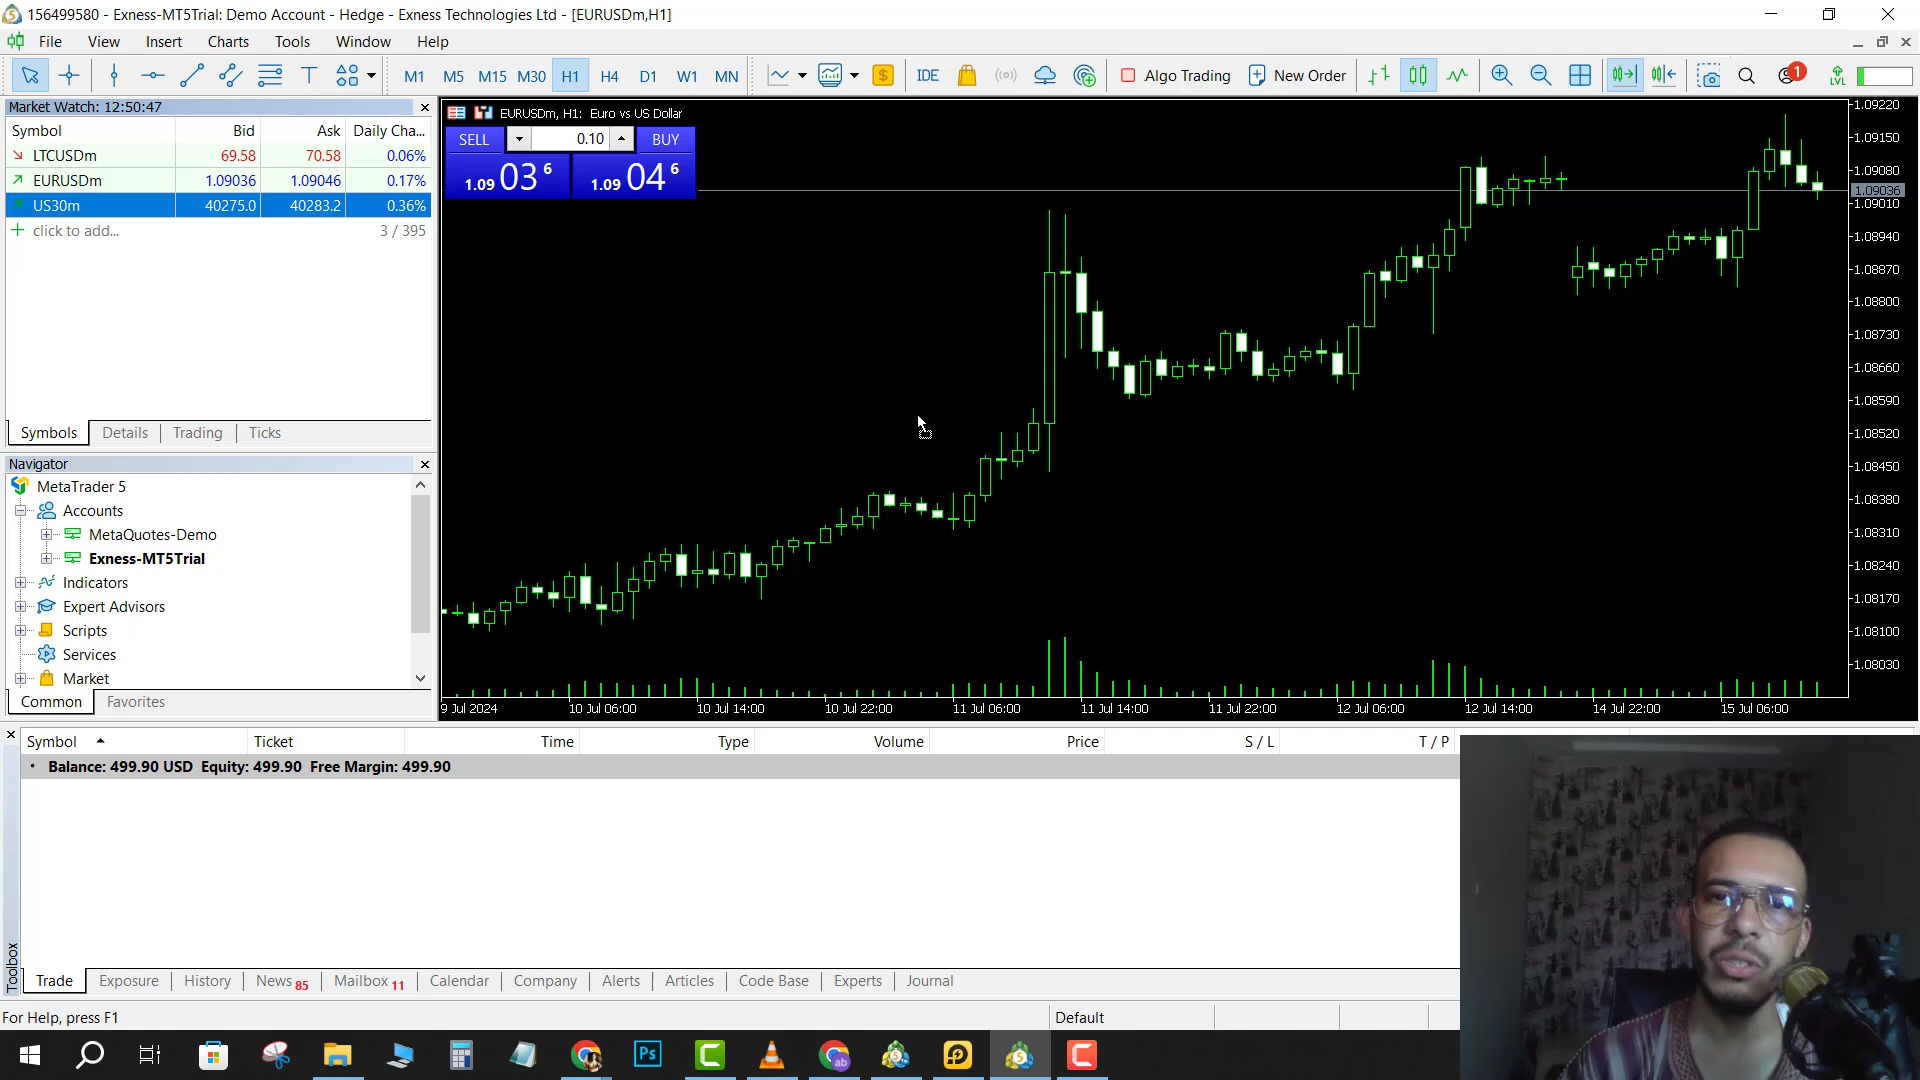 156499580 - Exness-MT5Trial: Demo Account - Hedge - Exness Technologies Ltd - [EURUSDm,H1]
File View Insert Charts Tools Window Help
M1 M5 M15 M30 H1 H4 D1 W1 MN IDE Algo Trading New Order 1 LVL
Market Watch: 12:50:47
Symbol Bid Ask Daily Cha...
LTCUSDm 69.58 70.58 0.06%
EURUSDm 1.09036 1.09046 0.17%
US30m 40275.0 40283.2 0.36%
click to add... 3 / 395
Symbols Details Trading Ticks
Navigator
MetaTrader 5
Accounts
MetaQuotes-Demo
Exness-MT5Trial
Indicators
Expert Advisors
Scripts
Services
Market
Common Favorites
EURUSDm, H1: Euro vs US Dollar
SELL 0.10 BUY
1.09 03 6 1.09 04 6
1.09220
1.09150
1.09080
1.09036
1.09010
1.08940
1.08870
1.08800
1.08730
1.08660
1.08590
1.08520
1.08450
1.08380
1.08310
1.08240
1.08170
1.08100
1.08030
9 Jul 2024 10 Jul 06:00 10 Jul 14:00 10 Jul 22:00 11 Jul 06:00 11 Jul 14:00 11 Jul 22:00 12 Jul 06:00 12 Jul 14:00 14 Jul 22:00 15 Jul 06:00
Symbol Ticket Time Type Volume Price S / L T / P
Balance: 499.90 USD Equity: 499.90 Free Margin: 499.90
Toolbox
Trade Exposure History News 85 Mailbox 11 Calendar Company Alerts Articles Code Base Experts Journal
For Help, press F1 Default
Ps ab